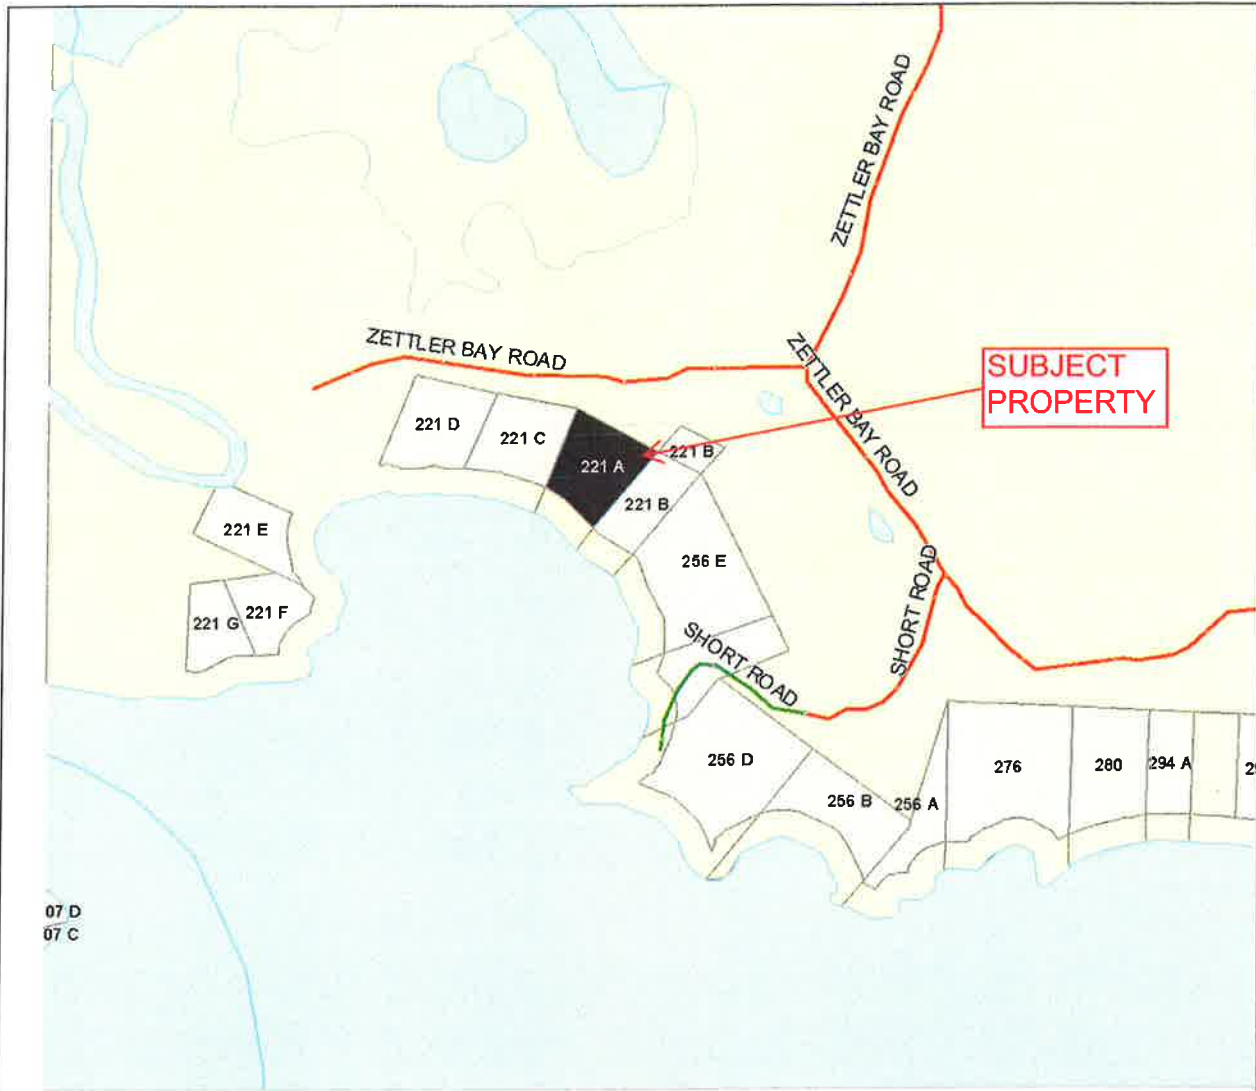 ZETTLER BAY ROAD
ZETTLER BAY ROAD
ZETTLER BAY ROAD
SUBJECT
PROPERTY
221 D
221 C
221 A
221 B
221 B
221 E
256 E
221 G
221 F
SHORT ROAD
SHORT ROAD
256 D
256 B
256 A
276
280
294 A
07 D
07 C